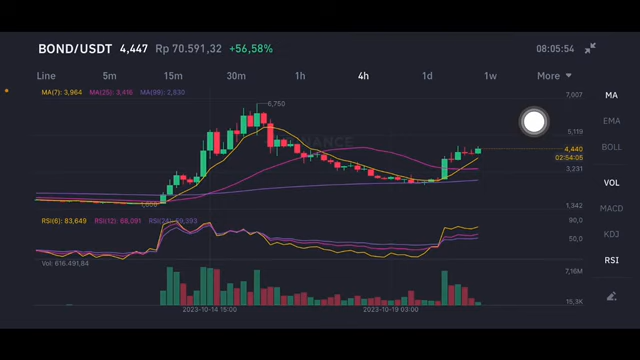 BOND/USDT 4,447 Rp 70.591,32 +56,58% 08:05:54
Line 5m 15m 30m 1h 4h 1d 1w More
MA(7): 3,964 MA(25): 3,416 MA(99): 2,830
7,007
MA
6,750
EMA
5,119
BINANCE
BOLL
4,440
02:54:05
3,231
VOL
1,342
MACD
RSI(6): 83,649 RSI(12): 68,091
90,0
KDJ
50,0
RSI
Vol: 616.491,84
7,16M
15,3K
2023-10-14 15:00 2023-10-19 03:00